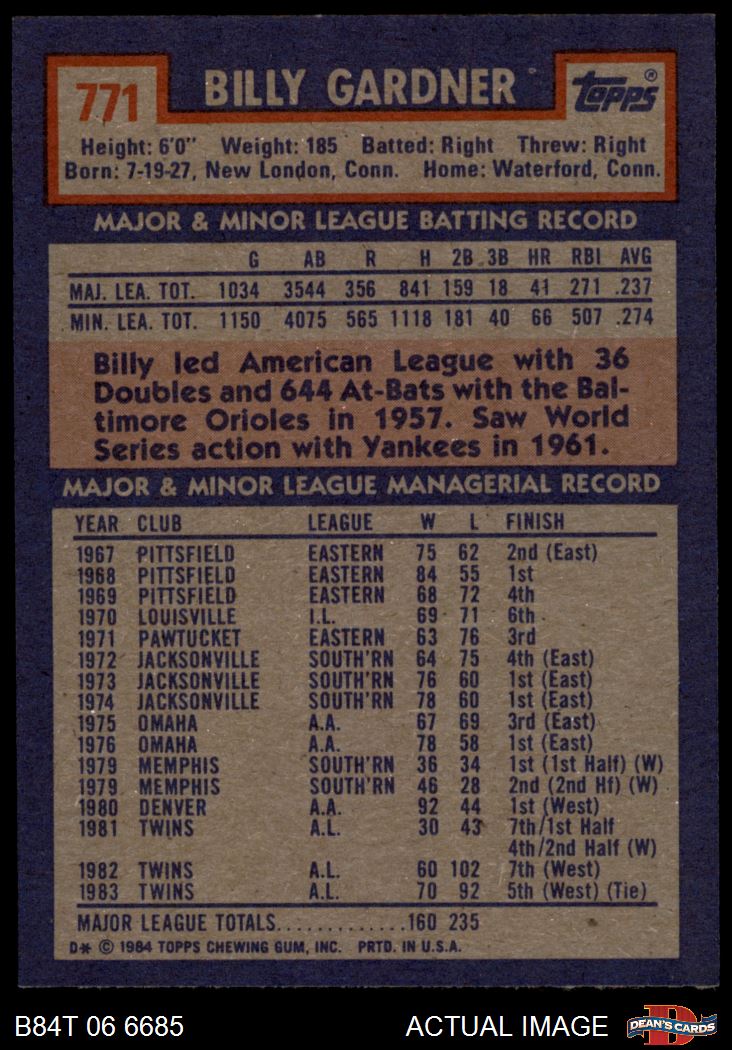 771
BILLY GARDNER
Topps®
Height: 6'0" Weight: 185 Batted: Right Threw: Right
Born: 7-19-27, New London, Conn. Home: Waterford, Conn.
MAJOR & MINOR LEAGUE BATTING RECORD
G AB R H 2B 3B HR RBI AVG
MAJ. LEA. TOT. 1034 3544 356 841 159 18 41 271 .237
MIN. LEA. TOT. 1150 4075 565 1118 181 40 66 507 .274
Billy led American League with 36
Doubles and 644 At-Bats with the Bal-
timore Orioles in 1957. Saw World
Series action with Yankees in 1961.
MAJOR & MINOR LEAGUE MANAGERIAL RECORD
YEAR CLUB LEAGUE W L FINISH
1967 PITTSFIELD EASTERN 75 62 2nd (East)
1968 PITTSFIELD EASTERN 84 55 1st
1969 PITTSFIELD EASTERN 68 72 4th
1970 LOUISVILLE I.L. 69 71 6th
1971 PAWTUCKET EASTERN 63 76 3rd
1972 JACKSONVILLE SOUTH'RN 64 75 4th (East)
1973 JACKSONVILLE SOUTH'RN 76 60 1st (East)
1974 JACKSONVILLE SOUTH'RN 78 60 1st (East)
1975 OMAHA A.A. 67 69 3rd (East)
1976 OMAHA A.A. 78 58 1st (East)
1979 MEMPHIS SOUTH'RN 36 34 1st (1st Half) (W)
1979 MEMPHIS SOUTH'RN 46 28 2nd (2nd Hf) (W)
1980 DENVER A.A. 92 44 1st (West)
1981 TWINS A.L. 30 43 7th/1st Half
4th/2nd Half (W)
1982 TWINS A.L. 60 102 7th (West)
1983 TWINS A.L. 70 92 5th (West) (Tie)
MAJOR LEAGUE TOTALS.............160 235
D* © 1984 TOPPS CHEWING GUM, INC. PRTD. IN U.S.A.
B84T 06 6685
ACTUAL IMAGE
D
DEAN'S CARDS